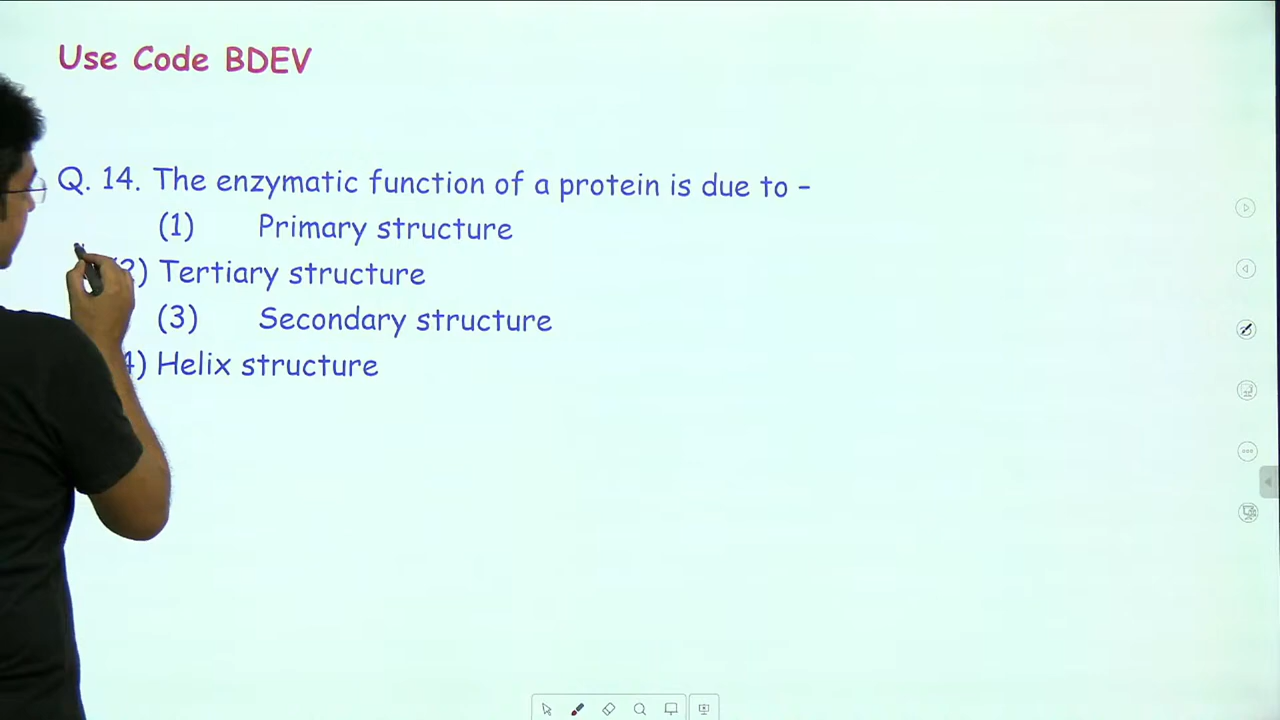 Use Code BDEV
Q. 14. The enzymatic function of a protein is due to -
(1) Primary structure
2) Tertiary structure
(3) Secondary structure
4) Helix structure